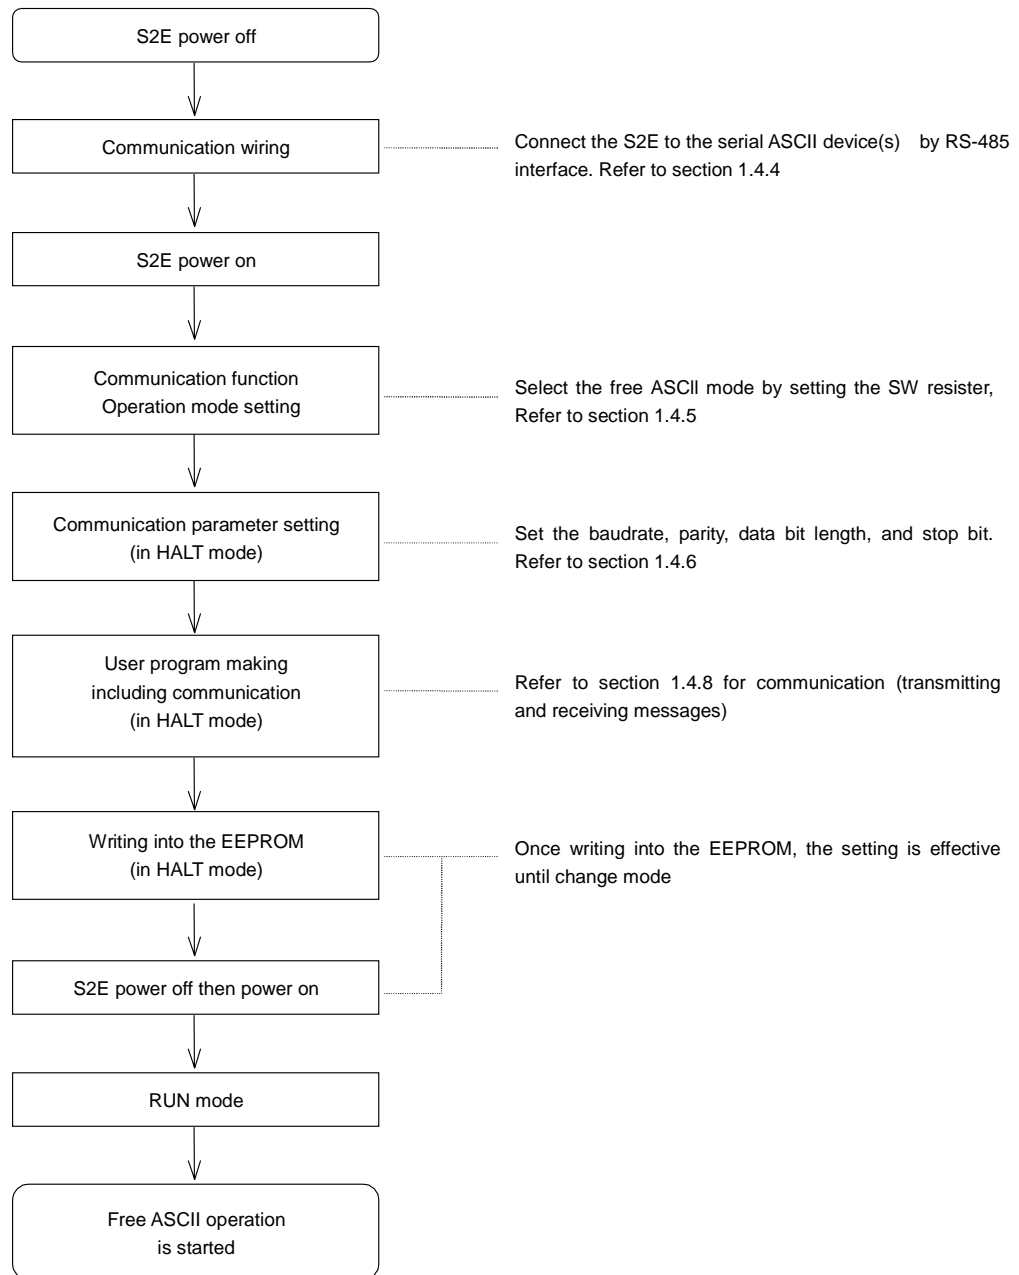 S2E power off
Communication wiring
Connect the S2E to the serial ASCII device(s) by RS-485
interface. Refer to section 1.4.4
S2E power on
Communication function
Operation mode setting
Select the free ASCII mode by setting the SW resister,
Refer to section 1.4.5
Communication parameter setting
(in HALT mode)
Set the baudrate, parity, data bit length, and stop bit.
Refer to section 1.4.6
User program making
including communication
(in HALT mode)
Refer to section 1.4.8 for communication (transmitting
and receiving messages)
Writing into the EEPROM
(in HALT mode)
Once writing into the EEPROM, the setting is effective
until change mode
S2E power off then power on
RUN mode
Free ASCII operation
is started